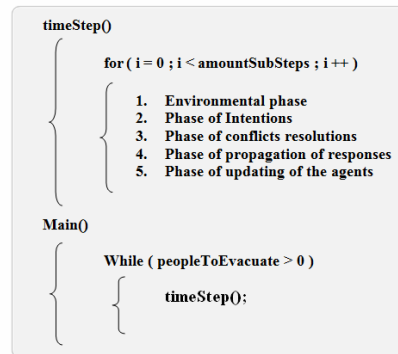 timeStep()
for ( i = 0 ; i < amountSubSteps ; i ++ )
1. Environmental phase
2. Phase of Intentions
3. Phase of conflicts resolutions
4. Phase of propagation of responses
5. Phase of updating of the agents
Main()
While ( peopleToEvacuate > 0 )
timeStep();